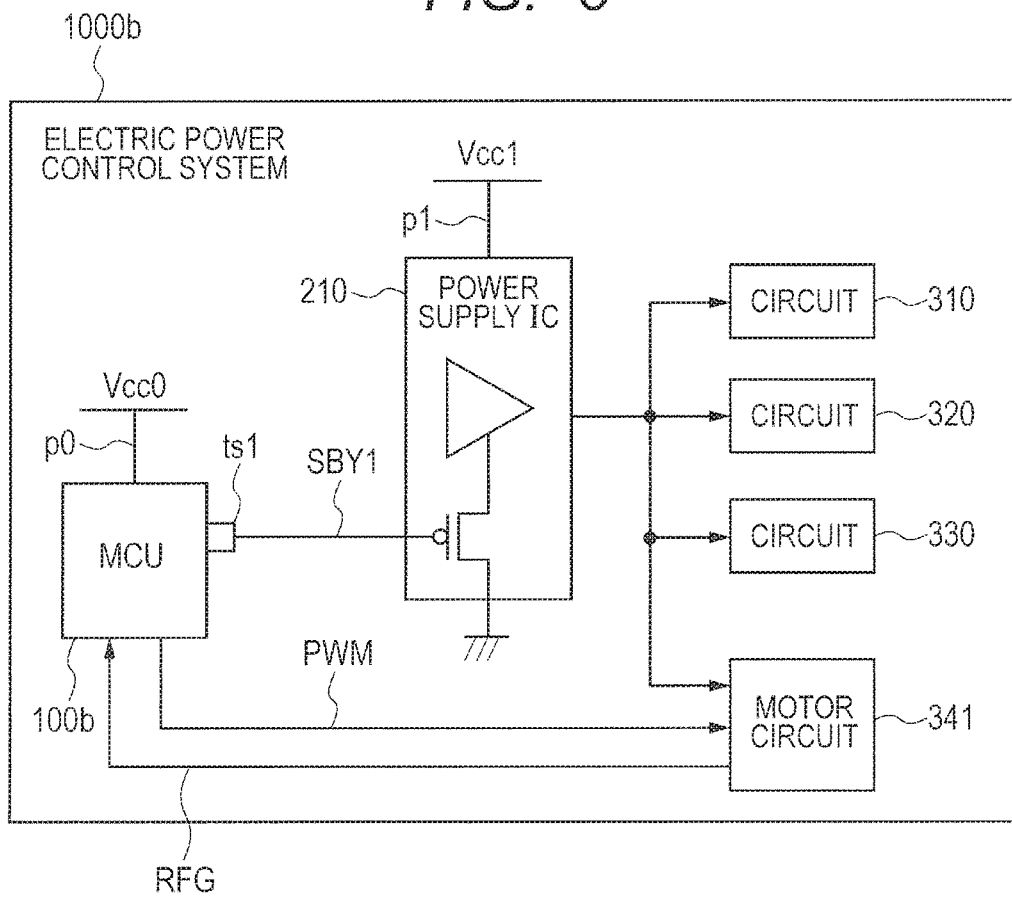 1000b
ELECTRIC POWER
CONTROL SYSTEM
Vcc1
p1
210
POWER
SUPPLY IC
CIRCUIT
310
Vcc0
p0
ts1
SBY1
CIRCUIT
320
MCU
CIRCUIT
330
100b
PWM
MOTOR
CIRCUIT
341
RFG